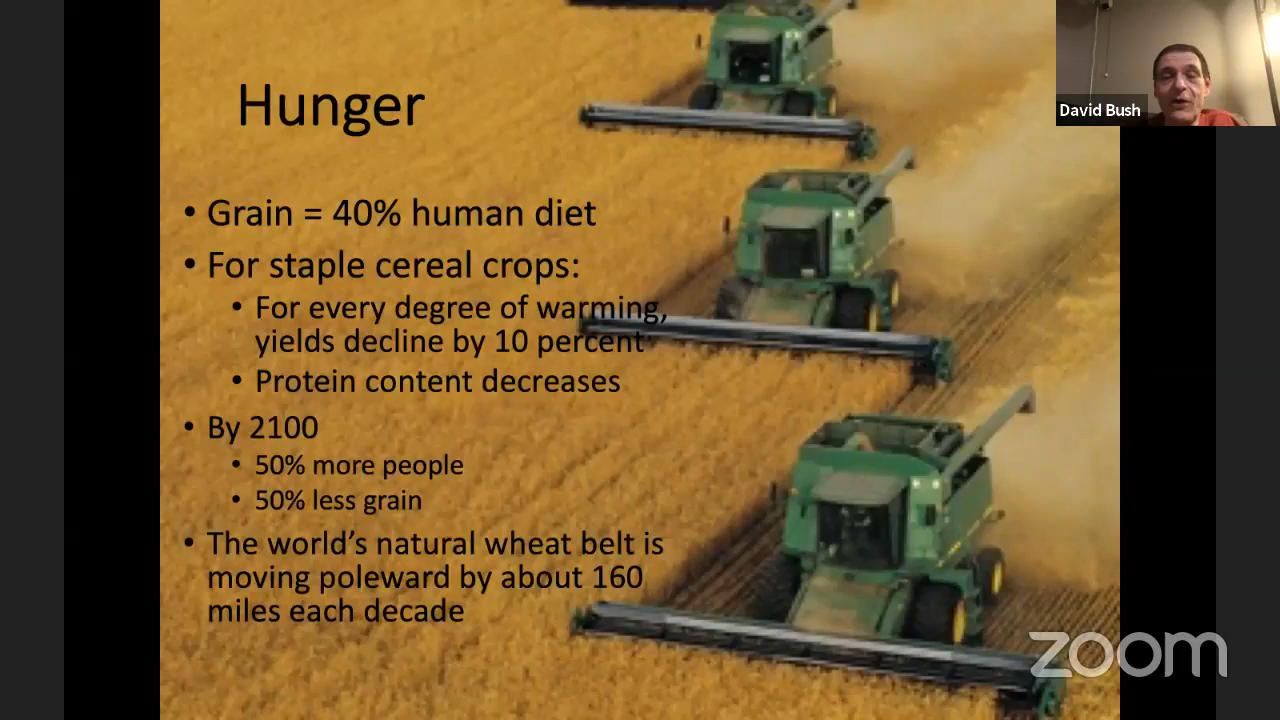 Hunger
• Grain = 40% human diet
• For staple cereal crops:
• For every degree of warming,
yields decline by 10 percent
• Protein content decreases
• By 2100
• 50% more people
• 50% less grain
• The world's natural wheat belt is
moving poleward by about 160
miles each decade
David Bush
zoom